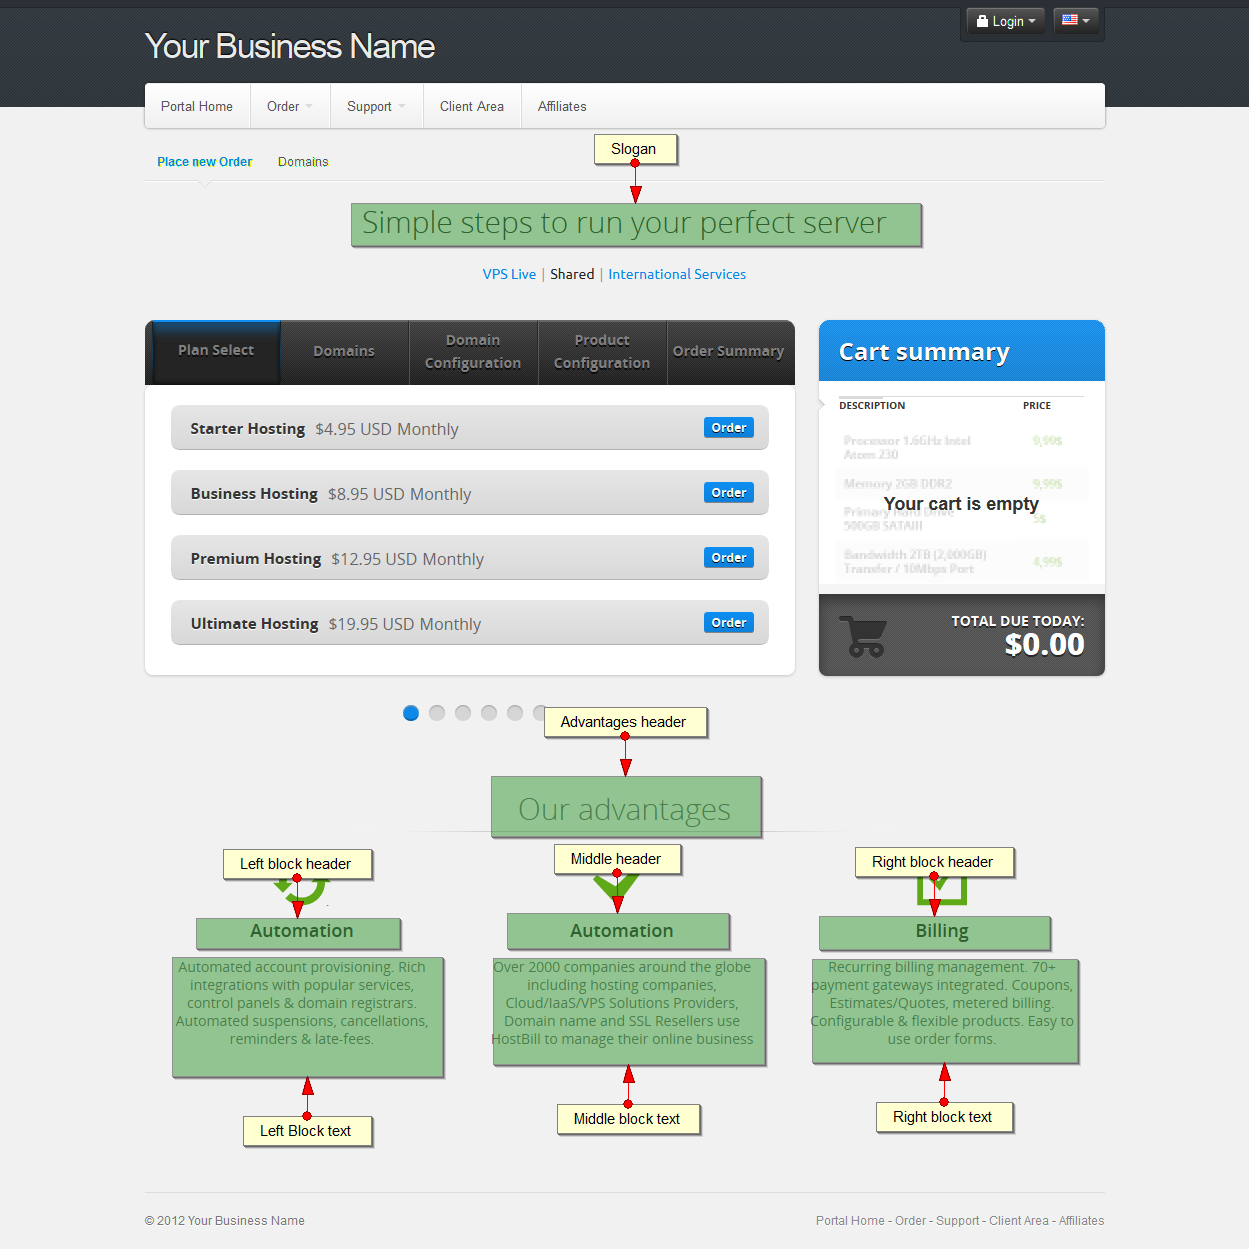 Login
Your Business Name
Portal Home
Order
Support
Client Area
Affiliates
Place new Order
Domains
Slogan
Simple steps to run your perfect server
VPS Live | Shared | International Services
Plan Select
Domains
Domain
Configuration
Product
Configuration
Order Summary
Starter Hosting $4.95 USD Monthly
Order
Business Hosting $8.95 USD Monthly
Order
Premium Hosting $12.95 USD Monthly
Order
Ultimate Hosting $19.95 USD Monthly
Order
Cart summary
DESCRIPTION PRICE
Processor 1.6GHz Intel
Atom 230
9,99$
Memory 2GB DDR2
9,99$
Your cart is empty
Primary Hard Drive
500GB SATAIII
5$
Bandwidth 2TB (2,000GB)
Transfer / 10Mbps Port
4,99$
TOTAL DUE TODAY:
$0.00
Advantages header
Our advantages
Left block header
Automation
Automated account provisioning. Rich
integrations with popular services,
control panels & domain registrars.
Automated suspensions, cancellations,
reminders & late-fees.
Left Block text
Middle header
Automation
Over 2000 companies around the globe
including hosting companies,
Cloud/IaaS/VPS Solutions Providers,
Domain name and SSL Resellers use
HostBill to manage their online business
Middle block text
Right block header
Billing
Recurring billing management. 70+
payment gateways integrated. Coupons,
Estimates/Quotes, metered billing.
Configurable & flexible products. Easy to
use order forms.
Right block text
© 2012 Your Business Name
Portal Home - Order - Support - Client Area - Affiliates